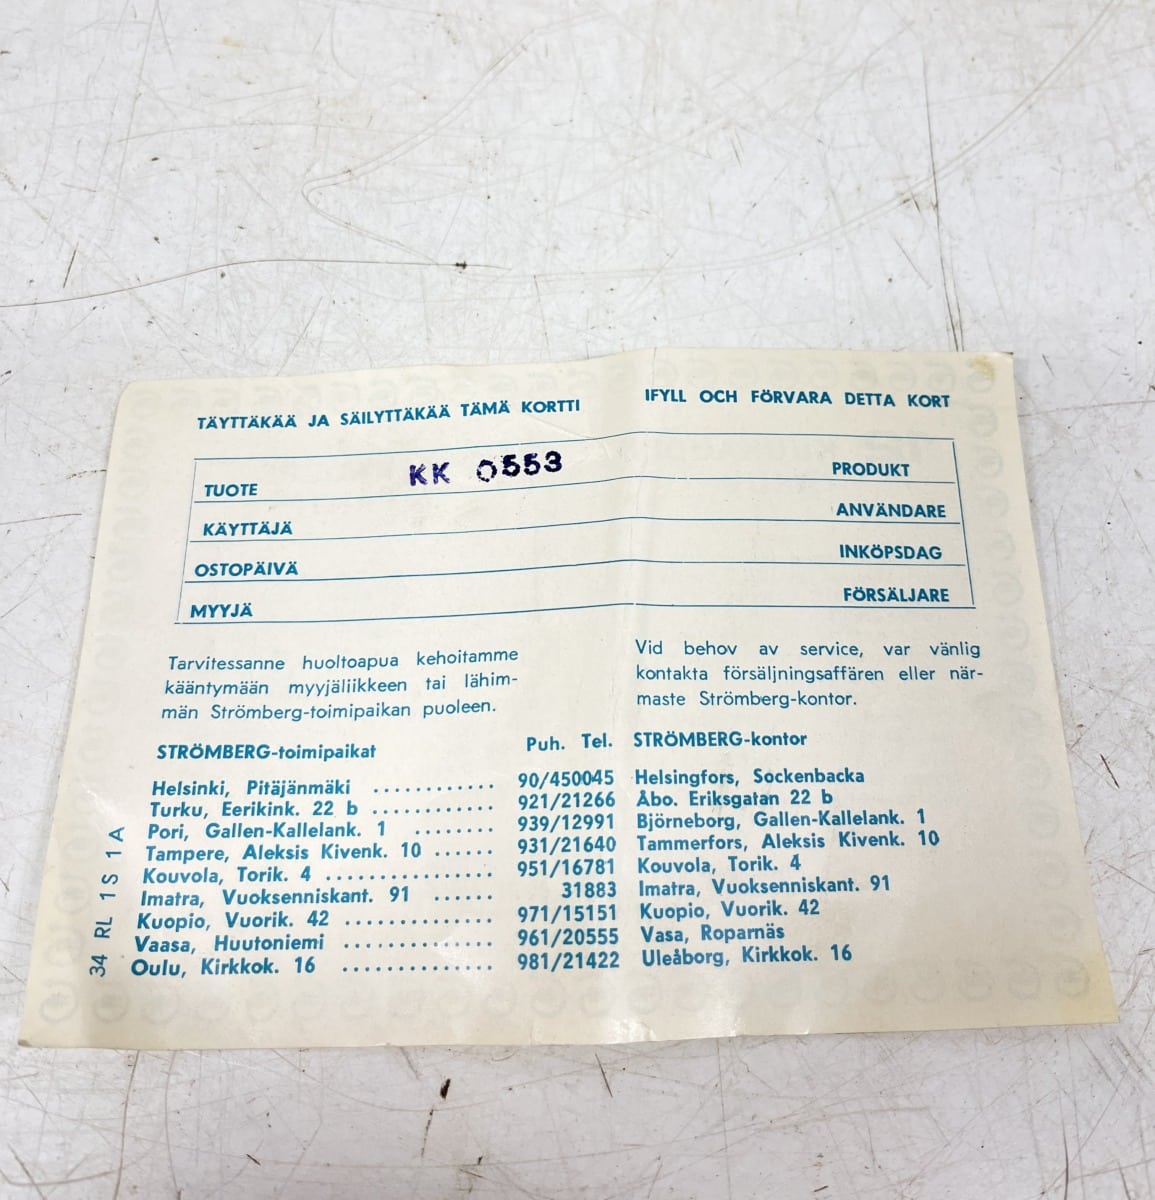 TÄYTTÄKÄÄ JA SÄILYTTÄKÄÄ TÄMÄ KORTTI
IFYLL OCH FÖRVARA DETTA KORT
TUOTE KK 0553 PRODUKT
KÄYTTÄJÄ ANVÄNDARE
OSTOPÄIVÄ INKÖPSDAG
MYYJÄ FÖRSÄLJARE
Tarvitessanne huoltoapua kehoitamme
kääntymään myyjäliikkeen tai lähim-
män Strömberg-toimipaikan puoleen.
Vid behov av service, var vänlig
kontakta försäljningsaffären eller när-
maste Strömberg-kontor.
STRÖMBERG-toimipaikat Puh. Tel. STRÖMBERG-kontor
Helsinki, Pitäjänmäki ............ 90/450045 Helsingfors, Sockenbacka
Turku, Eerikink. 22 b ............ 921/21266 Åbo. Eriksgatan 22 b
Pori, Gallen-Kallelank. 1 ........ 939/12991 Björneborg, Gallen-Kallelank. 1
Tampere, Aleksis Kivenk. 10 ...... 931/21640 Tammerfors, Aleksis Kivenk. 10
Kouvola, Torik. 4 ................. 951/16781 Kouvola, Torik. 4
Imatra, Vuoksenniskant. 91 ...... 31883 Imatra, Vuoksenniskant. 91
Kuopio, Vuorik. 42 ............... 971/15151 Kuopio, Vuorik. 42
Vaasa, Huutoniemi ............... 961/20555 Vasa, Roparnäs
Oulu, Kirkkok. 16 ............... 981/21422 Uleåborg, Kirkkok. 16
34 RL 1 S 1 A